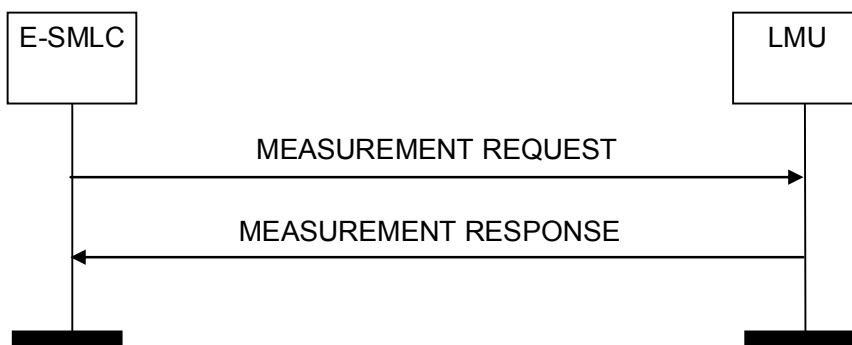 E-SMLC
LMU
MEASUREMENT REQUEST
MEASUREMENT RESPONSE